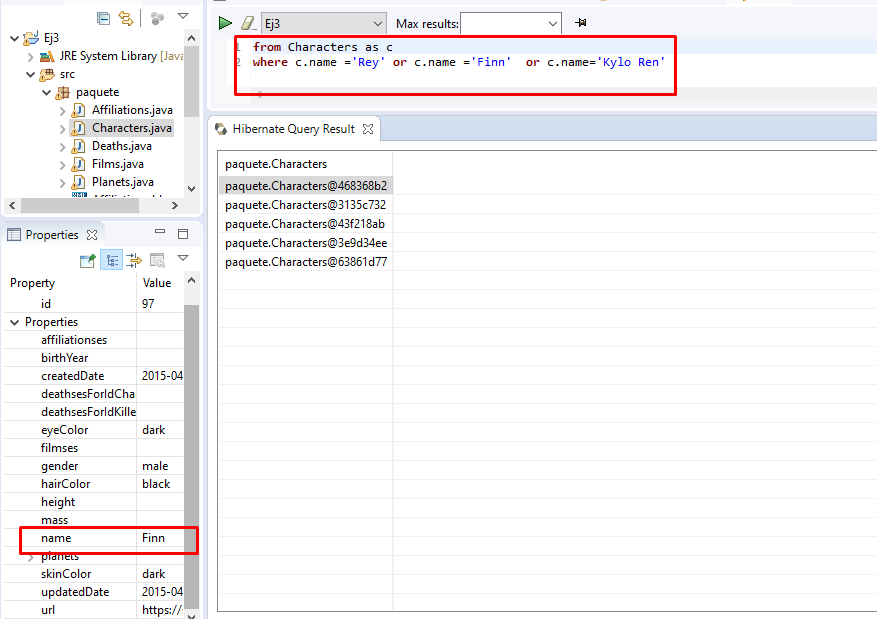 Ej3
JRE System Library [Java
src
paquete
Affiliations.java
Characters.java
Deaths.java
Films.java
Planets.java
Properties
Property Value
id 97
Properties
affiliationses
birthYear
createdDate 2015-04
deathsesForIdCha
deathsesForIdKille
eyeColor dark
filmses
gender male
hairColor black
height
mass
name Finn
planets
skinColor dark
updatedDate 2015-04
url https:/
Ej3 Max results:
1 from Characters as c
2 where c.name ='Rey' or c.name ='Finn'  or c.name='Kylo Ren'
Hibernate Query Result
paquete.Characters
paquete.Characters@468368b2
paquete.Characters@3135c732
paquete.Characters@43f218ab
paquete.Characters@3e9d34ee
paquete.Characters@63861d77